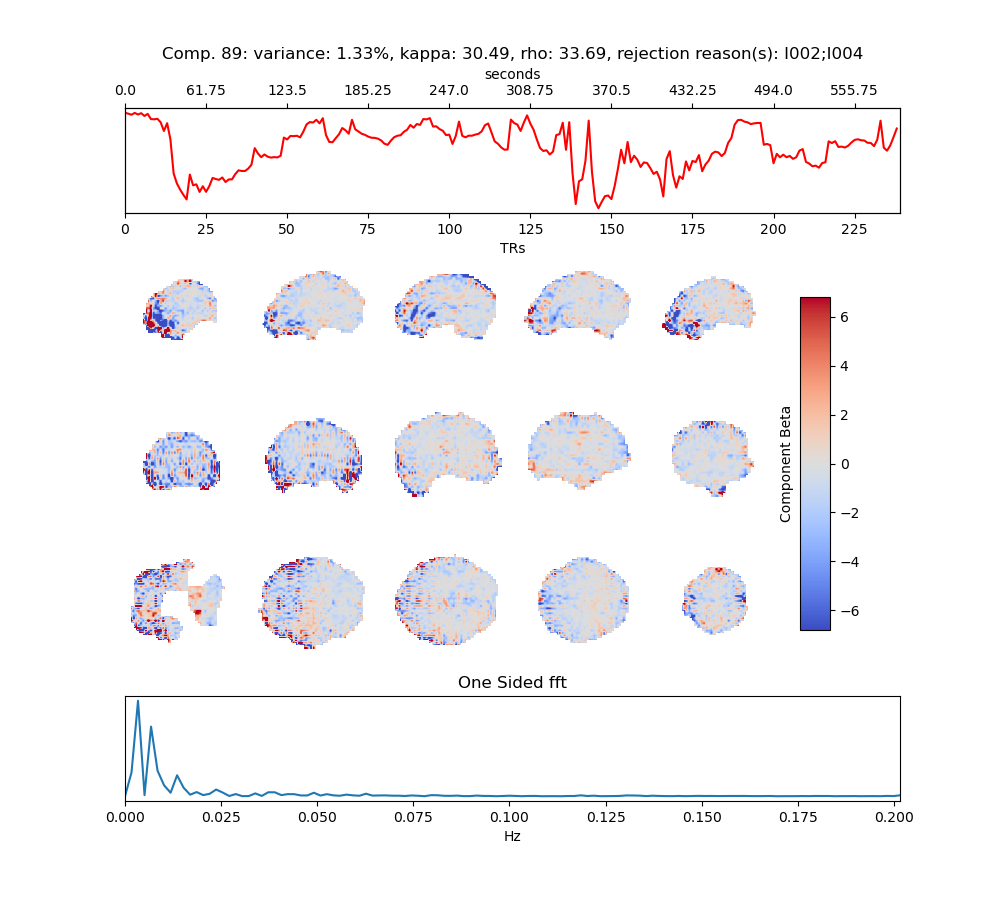 Comp. 89: variance: 1.33%, kappa: 30.49, rho: 33.69, rejection reason(s): I002;I004
seconds
0.0 61.75 123.5 185.25 247.0 308.75 370.5 432.25 494.0 555.75
0 25 50 75 100 125 150 175 200 225
TRs
6
4
2
0
−2
−4
−6
Component Beta
One Sided fft
0.000 0.025 0.050 0.075 0.100 0.125 0.150 0.175 0.200
Hz